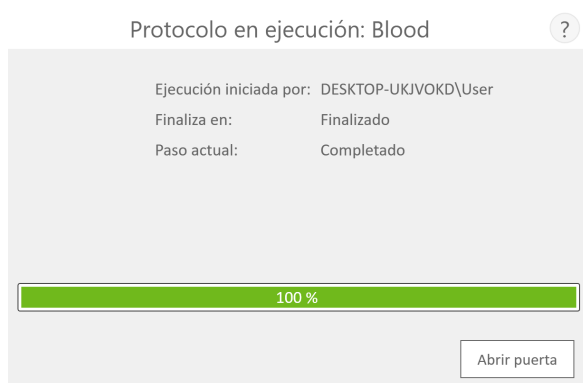 Protocolo en ejecución: Blood
?
Ejecución iniciada por: DESKTOP-UKJVOKD\User
Finaliza en: Finalizado
Paso actual: Completado
100 %
Abrir puerta